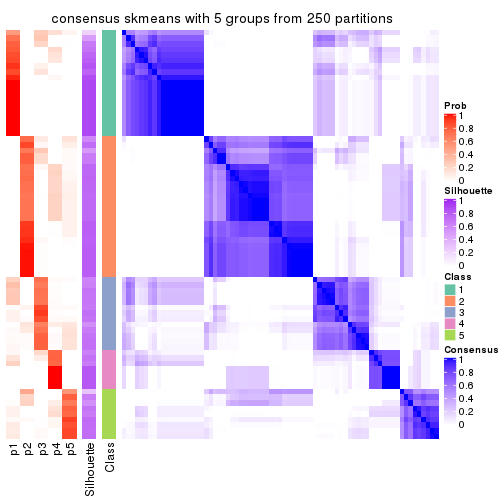 consensus skmeans with 5 groups from 250 partitions
Prob
1
0.8
0.6
0.4
0.2
0
Silhouette
1
0.8
0.6
0.4
0.2
0
Class
1
2
3
4
5
Consensus
1
0.8
0.6
0.4
0.2
0
p1
p2
p3
p4
p5
Silhouette
Class